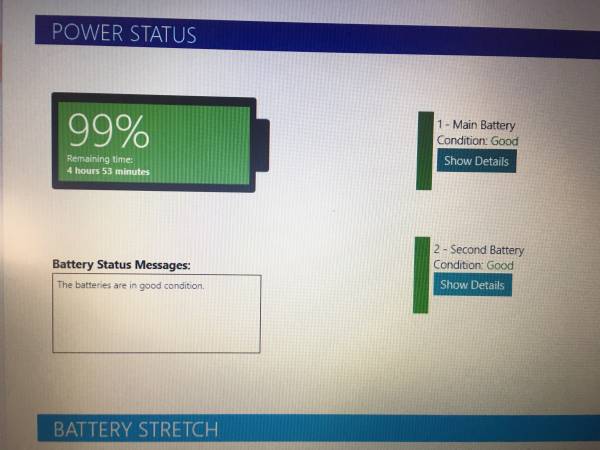 POWER STATUS
99%
Remaining time:
4 hours 53 minutes
1 - Main Battery
Condition: Good
Show Details
2 - Second Battery
Condition: Good
Show Details
Battery Status Messages:
The batteries are in good condition.
BATTERY STRETCH